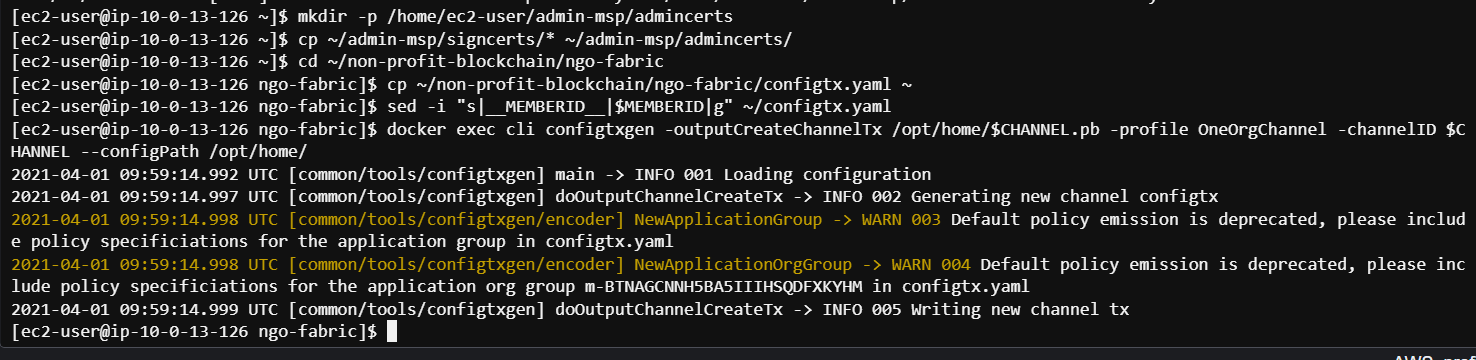 [ec2-user@ip-10-0-13-126 ~]$ mkdir -p /home/ec2-user/admin-msp/admincerts
[ec2-user@ip-10-0-13-126 ~]$ cp ~/admin-msp/signcerts/* ~/admin-msp/admincerts/
[ec2-user@ip-10-0-13-126 ~]$ cd ~/non-profit-blockchain/ngo-fabric
[ec2-user@ip-10-0-13-126 ngo-fabric]$ cp ~/non-profit-blockchain/ngo-fabric/configtx.yaml ~
[ec2-user@ip-10-0-13-126 ngo-fabric]$ sed -i "s|__MEMBERID__|$MEMBERID|g" ~/configtx.yaml
[ec2-user@ip-10-0-13-126 ngo-fabric]$ docker exec cli configtxgen -outputCreateChannelTx /opt/home/$CHANNEL.pb -profile OneOrgChannel -channelID $C
HANNEL --configPath /opt/home/
2021-04-01 09:59:14.992 UTC [common/tools/configtxgen] main -> INFO 001 Loading configuration
2021-04-01 09:59:14.997 UTC [common/tools/configtxgen] doOutputChannelCreateTx -> INFO 002 Generating new channel configtx
2021-04-01 09:59:14.998 UTC [common/tools/configtxgen/encoder] NewApplicationGroup -> WARN 003 Default policy emission is deprecated, please includ
e policy specificiations for the application group in configtx.yaml
2021-04-01 09:59:14.998 UTC [common/tools/configtxgen/encoder] NewApplicationOrgGroup -> WARN 004 Default policy emission is deprecated, please inc
lude policy specificiations for the application org group m-BTNAGCNNH5BA5IIIHSQDFXKYHM in configtx.yaml
2021-04-01 09:59:14.999 UTC [common/tools/configtxgen] doOutputChannelCreateTx -> INFO 005 Writing new channel tx
[ec2-user@ip-10-0-13-126 ngo-fabric]$